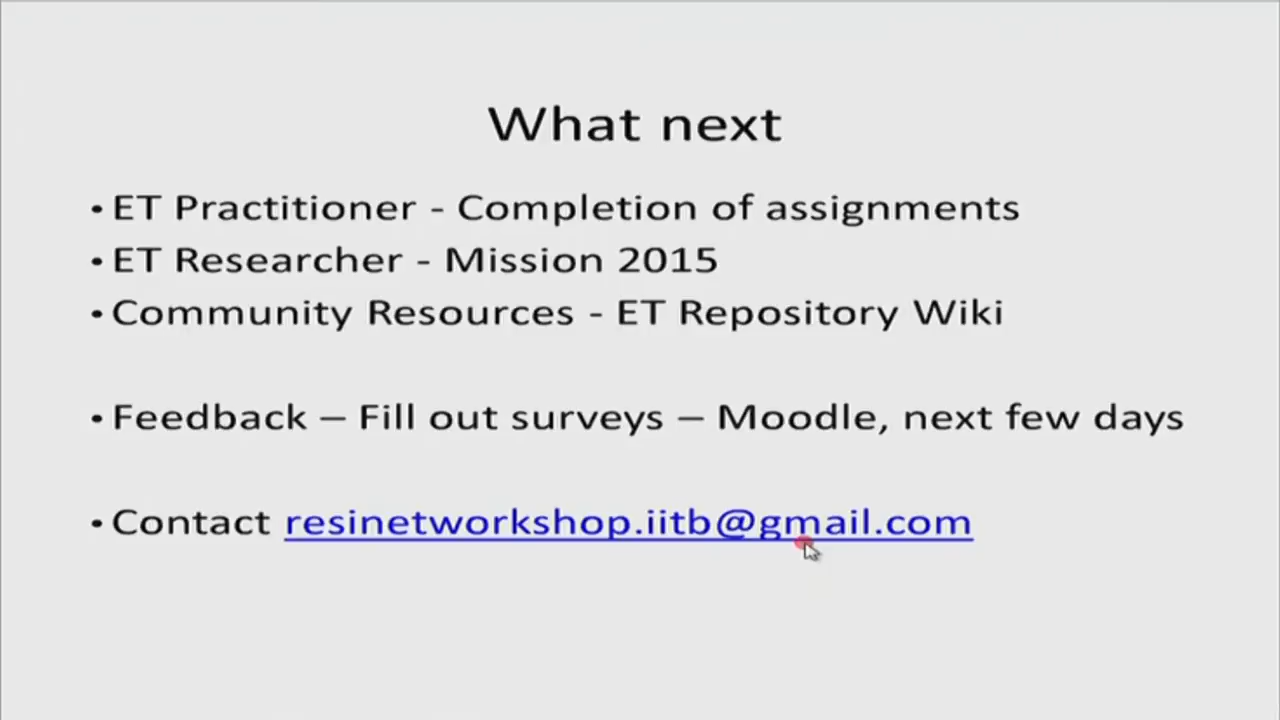 What next
• ET Practitioner - Completion of assignments
• ET Researcher - Mission 2015
• Community Resources - ET Repository Wiki
• Feedback – Fill out surveys – Moodle, next few days
• Contact resinetworkshop.iitb@gmail.com